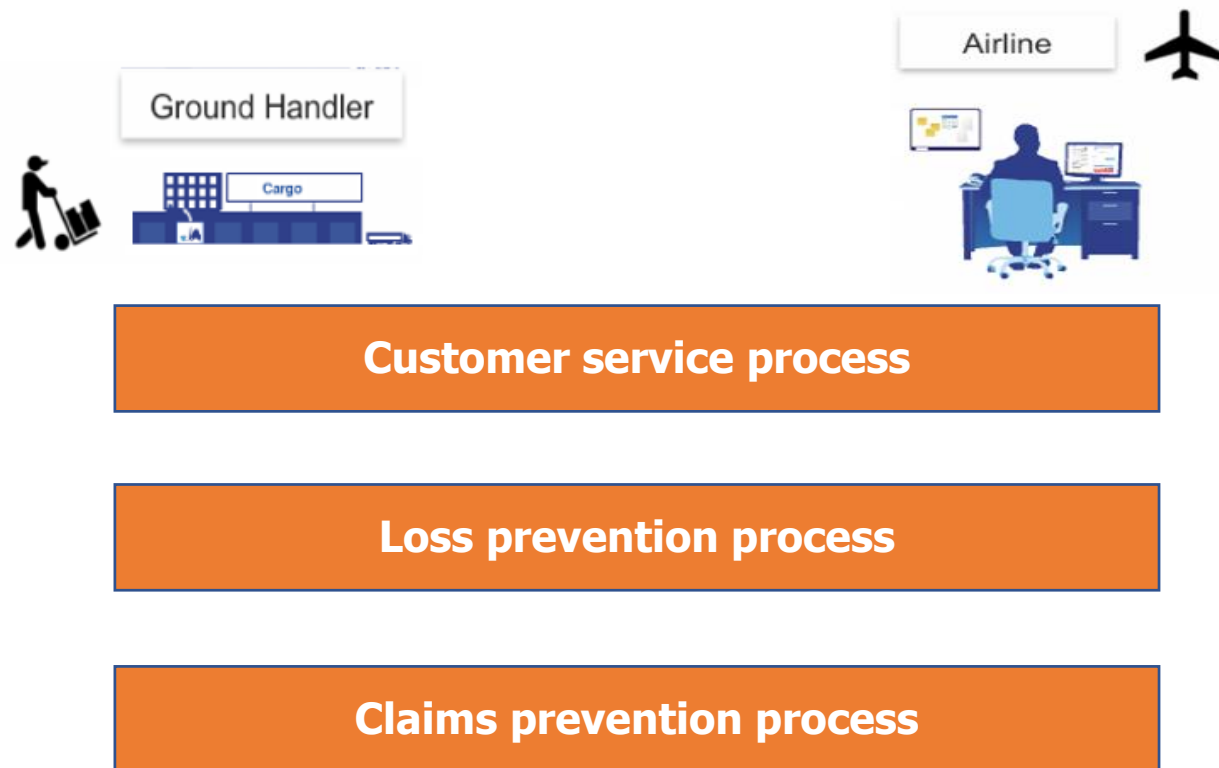 Airline
Ground Handler
Cargo
Customer service process
Loss prevention process
Claims prevention process